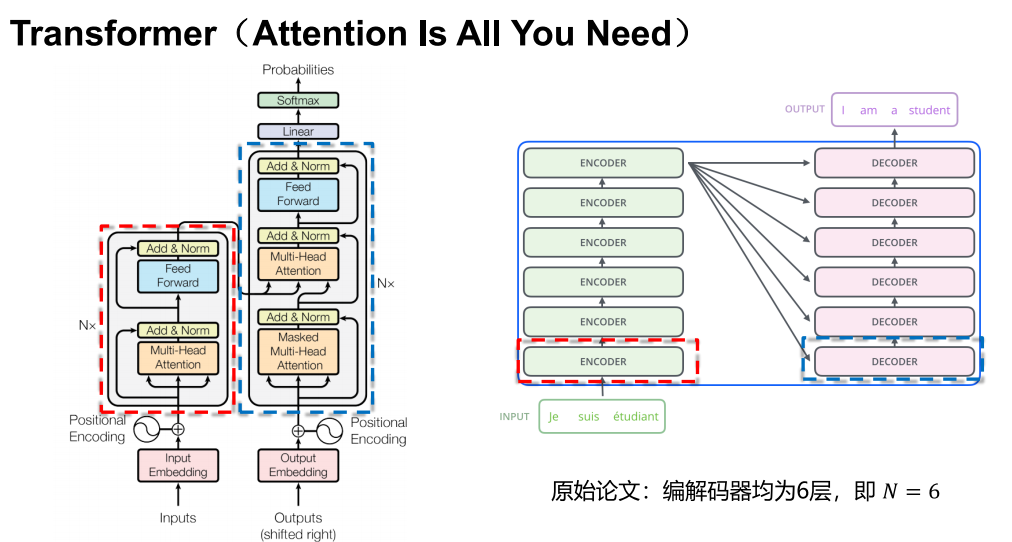 Transformer（Attention Is All You Need）
Probabilities
Softmax
Linear
Add & Norm
Feed
Forward
Add & Norm
Multi-Head
Attention
N×
Add & Norm
Masked
Multi-Head
Attention
Add & Norm
Feed
Forward
N×
Add & Norm
Multi-Head
Attention
Positional
Encoding
Positional
Encoding
Input
Embedding
Output
Embedding
Inputs
Outputs
(shifted right)
OUTPUT I am a student
ENCODER
ENCODER
ENCODER
ENCODER
ENCODER
ENCODER
DECODER
DECODER
DECODER
DECODER
DECODER
DECODER
INPUT Je suis étudiant
原始论文：编解码器均为6层，即 N = 6